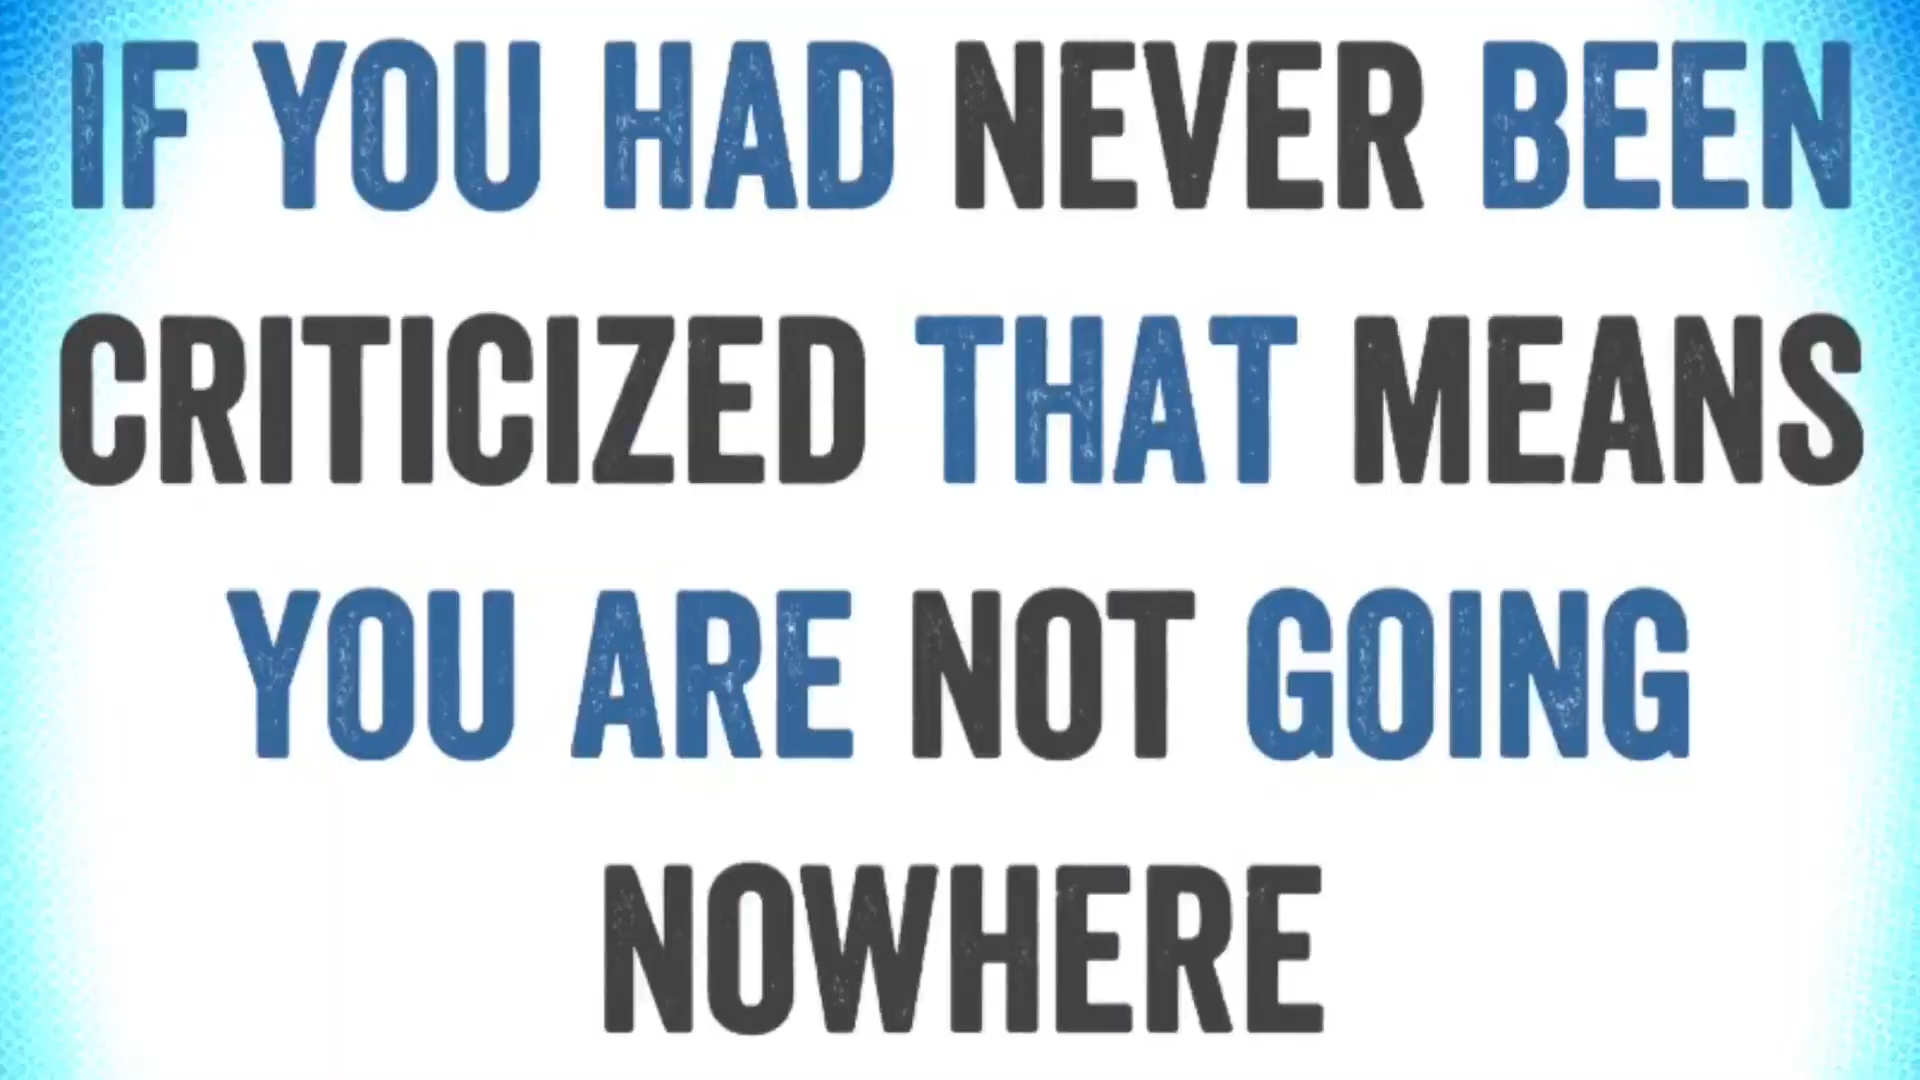 IF YOU HAD NEVER BEEN
CRITICIZED THAT MEANS
YOU ARE NOT GOING
NOWHERE